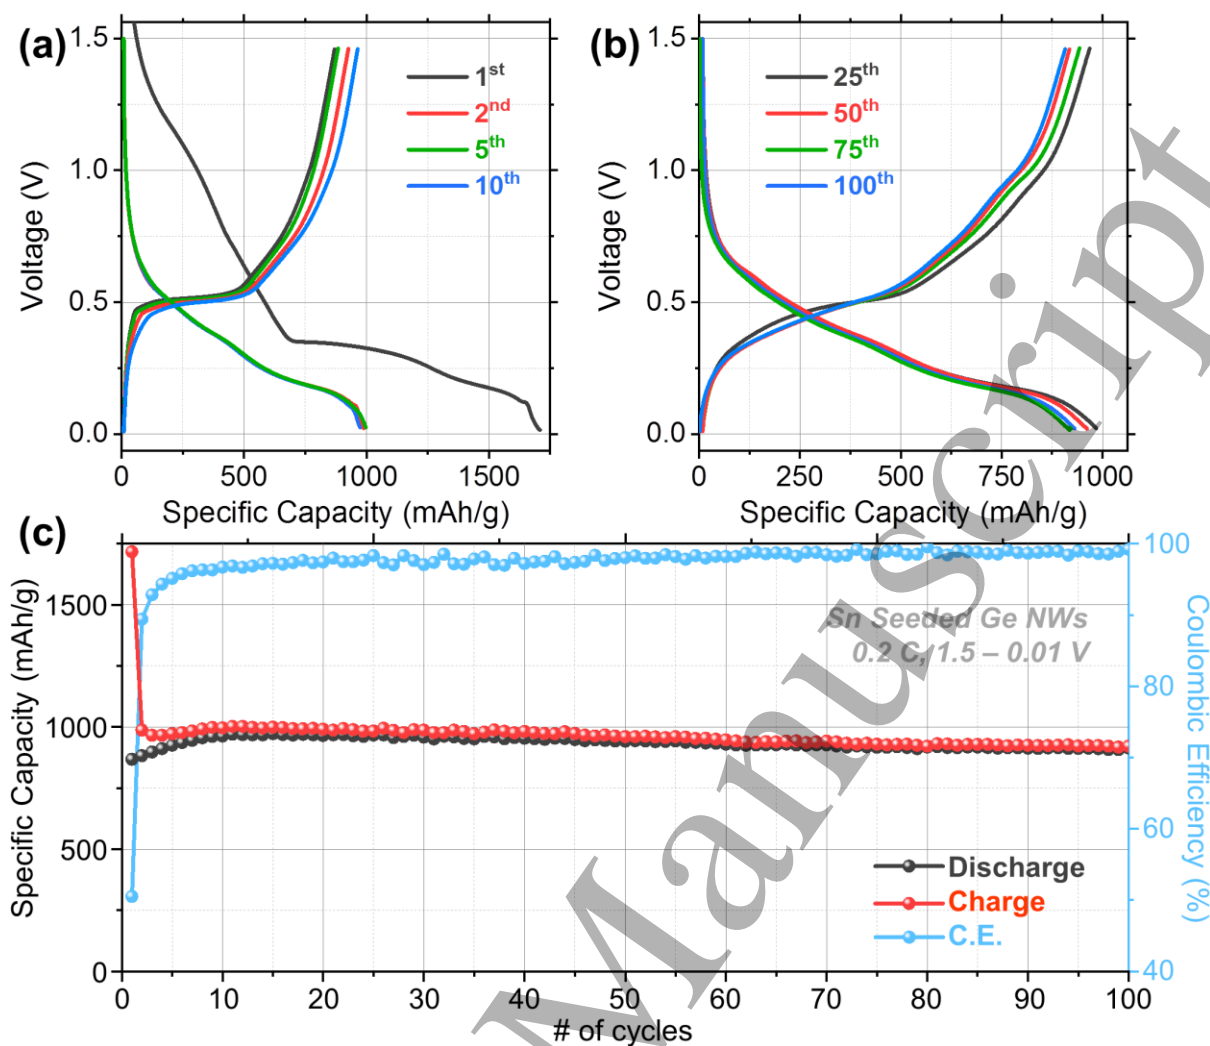 (a)
1.5
1.0
0.5
0.0
Voltage (V)
1st
2nd
5th
10th
0
500
1000
1500
Specific Capacity (mAh/g)
(b)
1.5
1.0
0.5
0.0
Voltage (V)
25th
50th
75th
100th
0
250
500
750
1000
Specific Capacity (mAh/g)
(c)
1500
1000
500
0
Specific Capacity (mAh/g)
100
80
60
40
Coulombic Efficiency (%)
Sn Seeded Ge NWs
0.2 C, 1.5 – 0.01 V
Discharge
Charge
C.E.
0
10
20
30
40
50
60
70
80
90
100
# of cycles
Manuscript